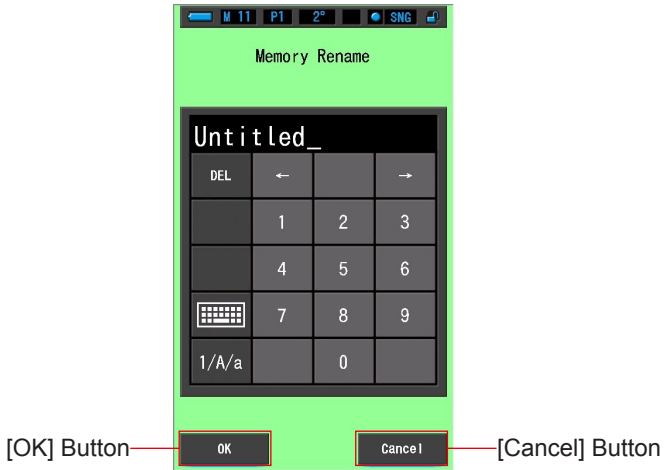 M 11 P1 2° SNG
Memory Rename
Untitled_
DEL ← →
1 2 3
4 5 6
7 8 9
1/A/a 0
[OK] Button OK Cancel [Cancel] Button